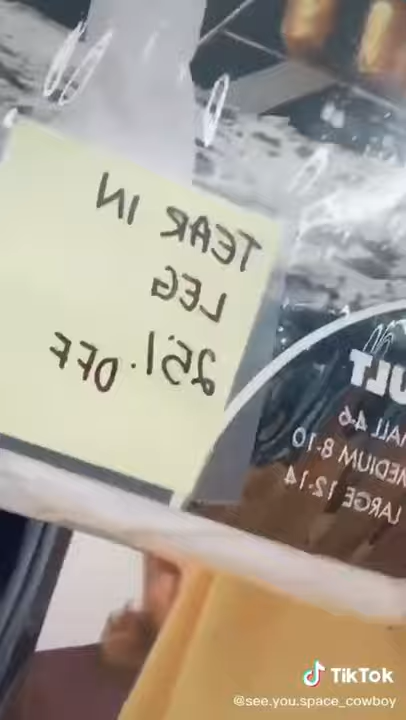 TEAR IN
LEG
25% OFF
ULT
ALL 4-6
MEDIUM 8-10
LARGE 12-14
TikTok
@see.you.space_cowboy